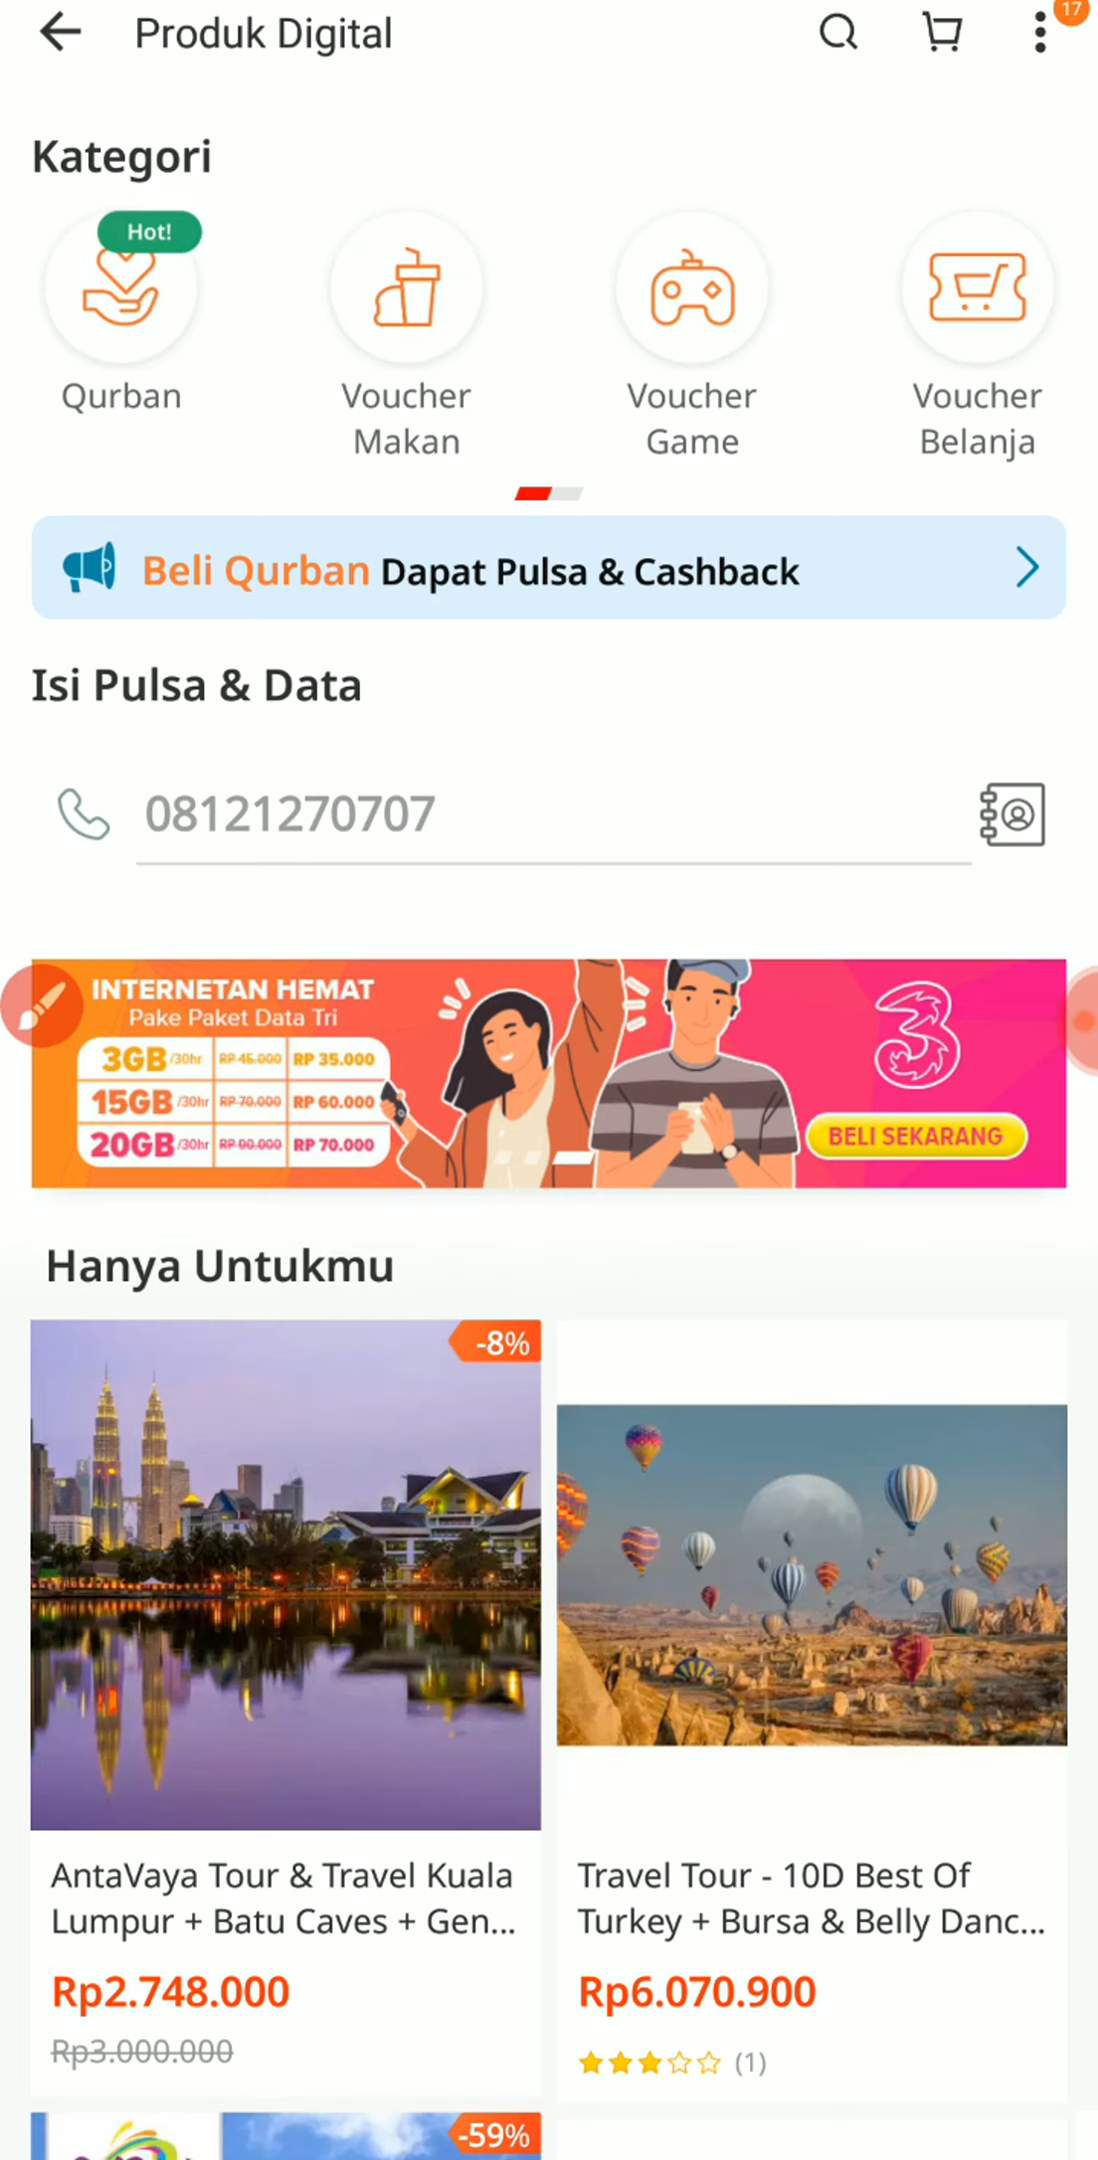 Produk Digital
17
Kategori
Hot!
Qurban
Voucher
Makan
Voucher
Game
Voucher
Belanja
Beli Qurban Dapat Pulsa & Cashback
Isi Pulsa & Data
08121270707
INTERNETAN HEMAT
Pake Paket Data Tri
3GB /30hr RP 45.000 RP 35.000
15GB /30hr RP 70.000 RP 60.000
20GB /30hr RP 90.000 RP 70.000
3
BELI SEKARANG
Hanya Untukmu
-8%
AntaVaya Tour & Travel Kuala
Lumpur + Batu Caves + Gen...
Rp2.748.000
Rp3.000.000
Travel Tour - 10D Best Of
Turkey + Bursa & Belly Danc...
Rp6.070.900
(1)
-59%